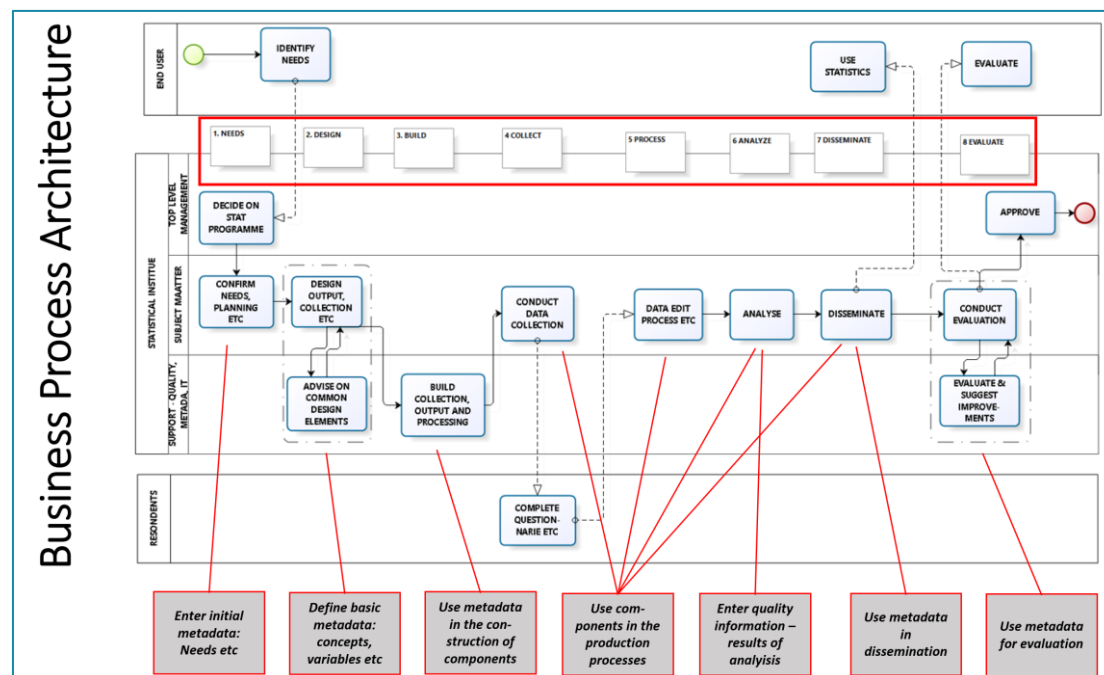 Business Process Architecture
END USER
IDENTIFY
NEEDS
USE
STATISTICS
EVALUATE
1. NEEDS
2. DESIGN
3. BUILD
4 COLLECT
5 PROCESS
6 ANALYZE
7 DISSEMINATE
8 EVALUATE
STATISTICAL INSTITUE
TOP LEVEL
MANAGEMENT
DECIDE ON
STAT
PROGRAMME
APPROVE
SUBJECT MAATTER
CONFIRM
NEEDS,
PLANNING
ETC
DESIGN
OUTPUT,
COLLECTION
ETC
CONDUCT
DATA
COLLECTION
DATA EDIT
PROCESS ETC
ANALYSE
DISSEMINATE
CONDUCT
EVALUATION
SUPPORT - QUALITY,
METADA, IT
ADVISE ON
COMMON
DESIGN
ELEMENTS
BUILD
COLLECTION,
OUTPUT AND
PROCESSING
EVALUATE &
SUGGEST
IMPROVE-
MENTS
RESONDENTS
COMPLETE
QUESTION-
NARIE ETC
Enter initial
metadata:
Needs etc
Define basic
metadata:
concepts,
variables etc
Use metadata
in the con-
struction of
components
Use com-
ponents in the
production
processes
Enter quality
information –
results of
analyisis
Use metadata
in
dissemination
Use metadata
for evaluation